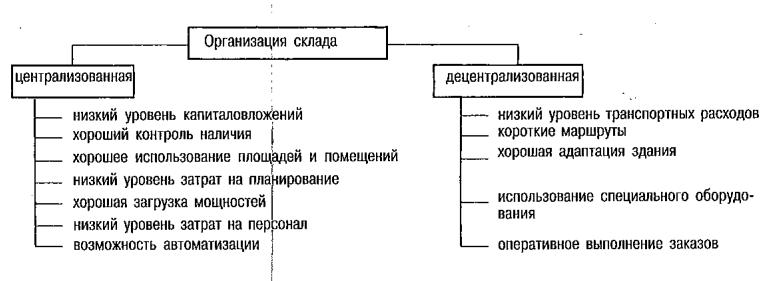 Организация склада
централизованная
низкий уровень капиталовложений
хороший контроль наличия
хорошее использование площадей и помещений
низкий уровень затрат на планирование
хорошая загрузка мощностей
низкий уровень затрат на персонал
возможность автоматизации
децентрализованная
низкий уровень транспортных расходов
короткие маршруты
хорошая адаптация здания
использование специального оборудо-
вания
оперативное выполнение заказов